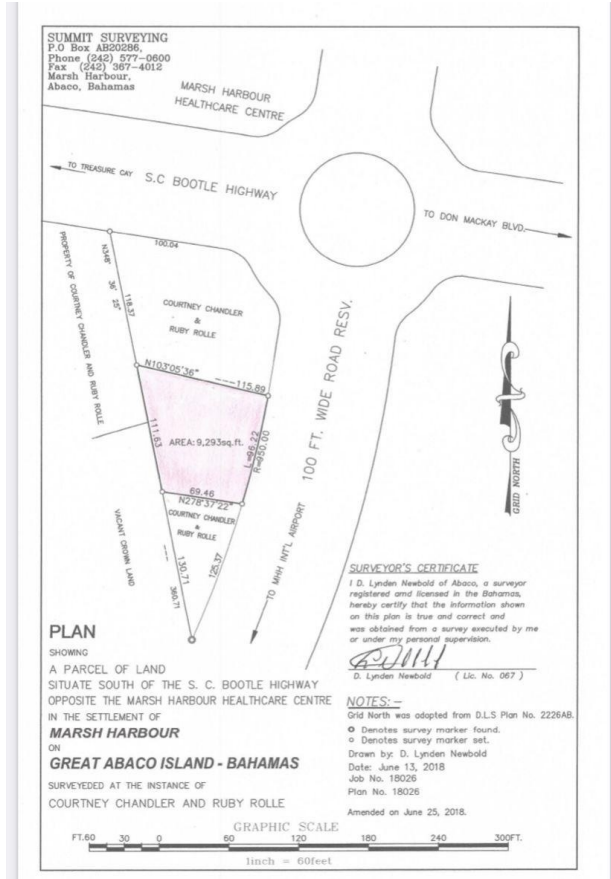 SUMMIT SURVEYING
P.O Box AB20286,
Phone (242) 577-0600
Fax (242) 367-4012
Marsh Harbour,
Abaco, Bahamas
MARSH HARBOUR
HEALTHCARE CENTRE
TO TREASURE CAY
S.C BOOTLE HIGHWAY
TO DON MACKAY BLVD.
100.04
N348° 36' 25"
118.37
PROPERTY OF COURTNEY CHANDLER AND RUBY ROLLE
COURTNEY CHANDLER
&
RUBY ROLLE
100 FT. WIDE ROAD RESV.
N103°05'36"
115.89
111.63
AREA: 9,293sq.ft.
L=96.22
R=950.00
69.46
N278°37'22"
COURTNEY CHANDLER
&
RUBY ROLLE
VACANT CROWN LAND
130.71
360.71
125.37
TO MHH INT'L AIRPORT
GRID NORTH
PLAN
SHOWING
A PARCEL OF LAND
SITUATE SOUTH OF THE S. C. BOOTLE HIGHWAY
OPPOSITE THE MARSH HARBOUR HEALTHCARE CENTRE
IN THE SETTLEMENT OF
MARSH HARBOUR
ON
GREAT ABACO ISLAND - BAHAMAS
SURVEYEDED AT THE INSTANCE OF
COURTNEY CHANDLER AND RUBY ROLLE
SURVEYOR'S CERTIFICATE
I D. Lynden Newbold of Abaco, a surveyor
registered amd licensed in the Bahamas,
hereby certify that the information shown
on this plan is true and correct and
was obtained from a survey executed by me
or under my personal supervision.
D. Lynden Newbold ( Lic. No. 067 )
NOTES: —
Grid North was adopted from D.L.S Plan No. 2226AB.
Denotes survey marker found.
Denotes survey marker set.
Drawn by: D. Lynden Newbold
Date: June 13, 2018
Job No. 18026
Plan No. 18026
Amended on June 25, 2018.
GRAPHIC SCALE
FT.60 30 0 60 120 180 240 300FT.
1inch = 60feet